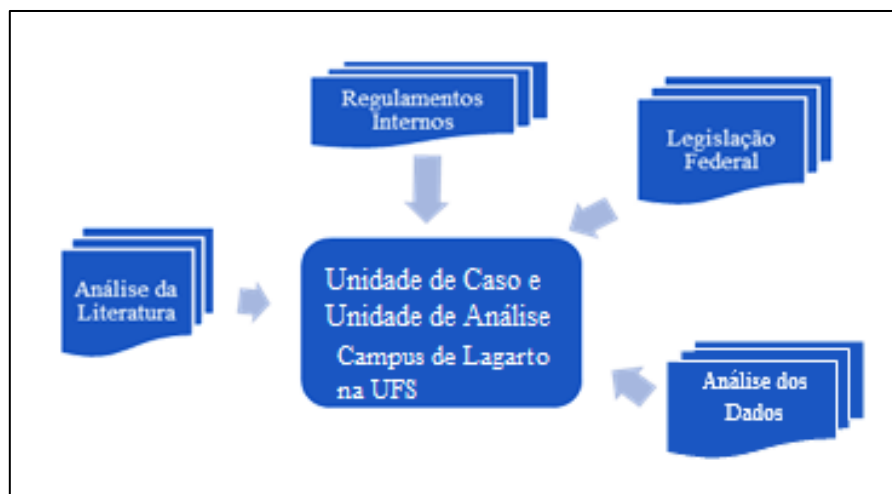 Regulamentos
Internos
Legislação
Federal
Análise da
Literatura
Unidade de Caso e
Unidade de Análise
Campus de Lagarto
na UFS
Análise dos
Dados